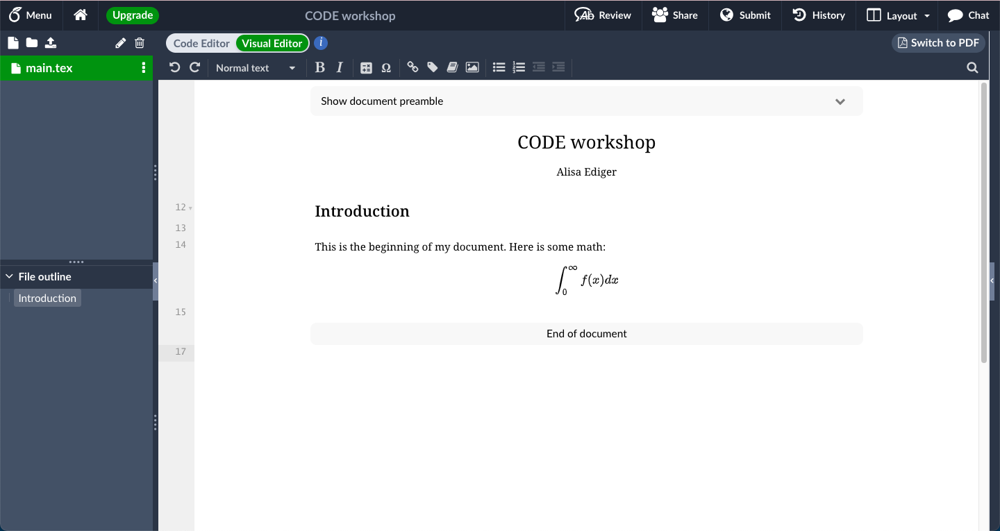 Menu Upgrade CODE workshop Review Share Submit History Layout Chat
Code Editor Visual Editor i Switch to PDF
main.tex
Normal text B I Ω
Show document preamble
CODE workshop
Alisa Ediger
12 Introduction
13
14 This is the beginning of my document. Here is some math:
∫₀^∞ f(x)dx
15
End of document
17
File outline
Introduction